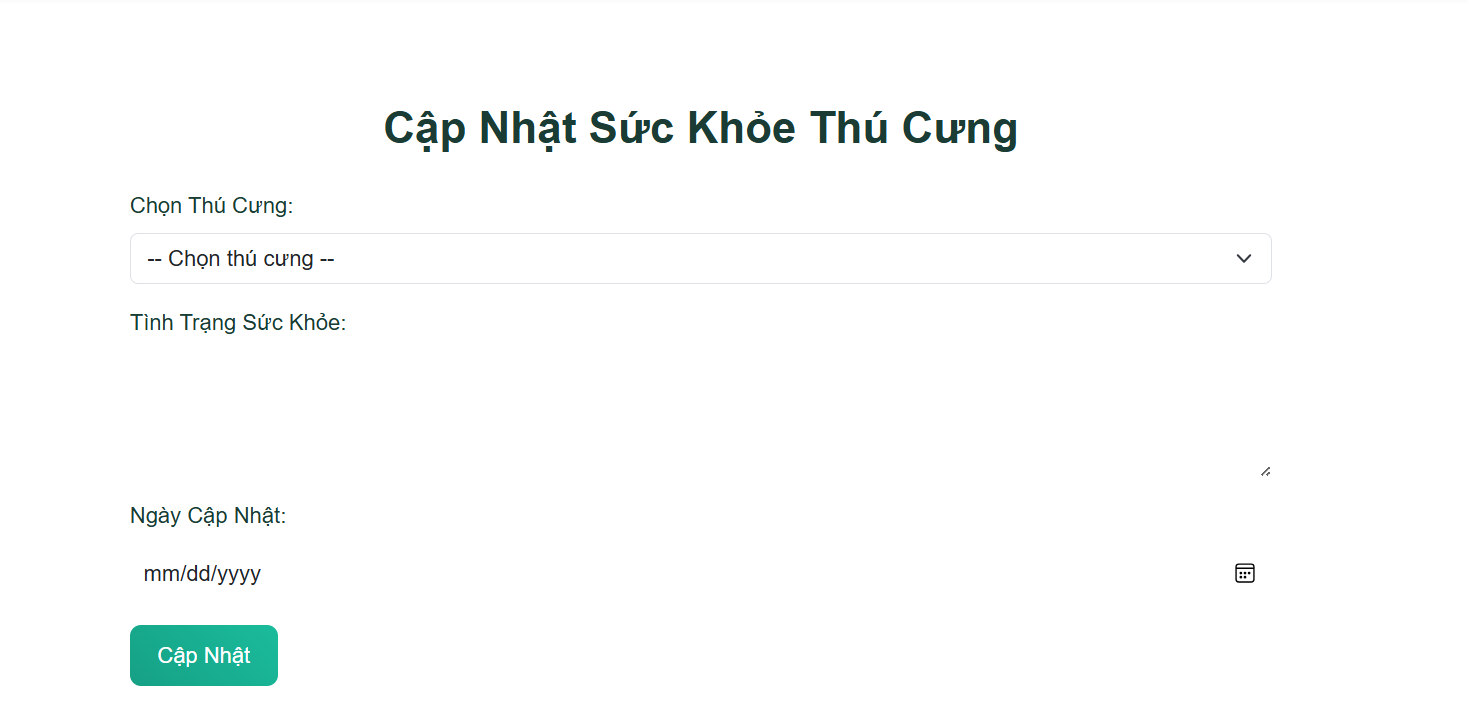 Cập Nhật Sức Khỏe Thú Cưng
Chọn Thú Cưng:
-- Chọn thú cưng --
Tình Trạng Sức Khỏe:
Ngày Cập Nhật:
mm/dd/yyyy
Cập Nhật